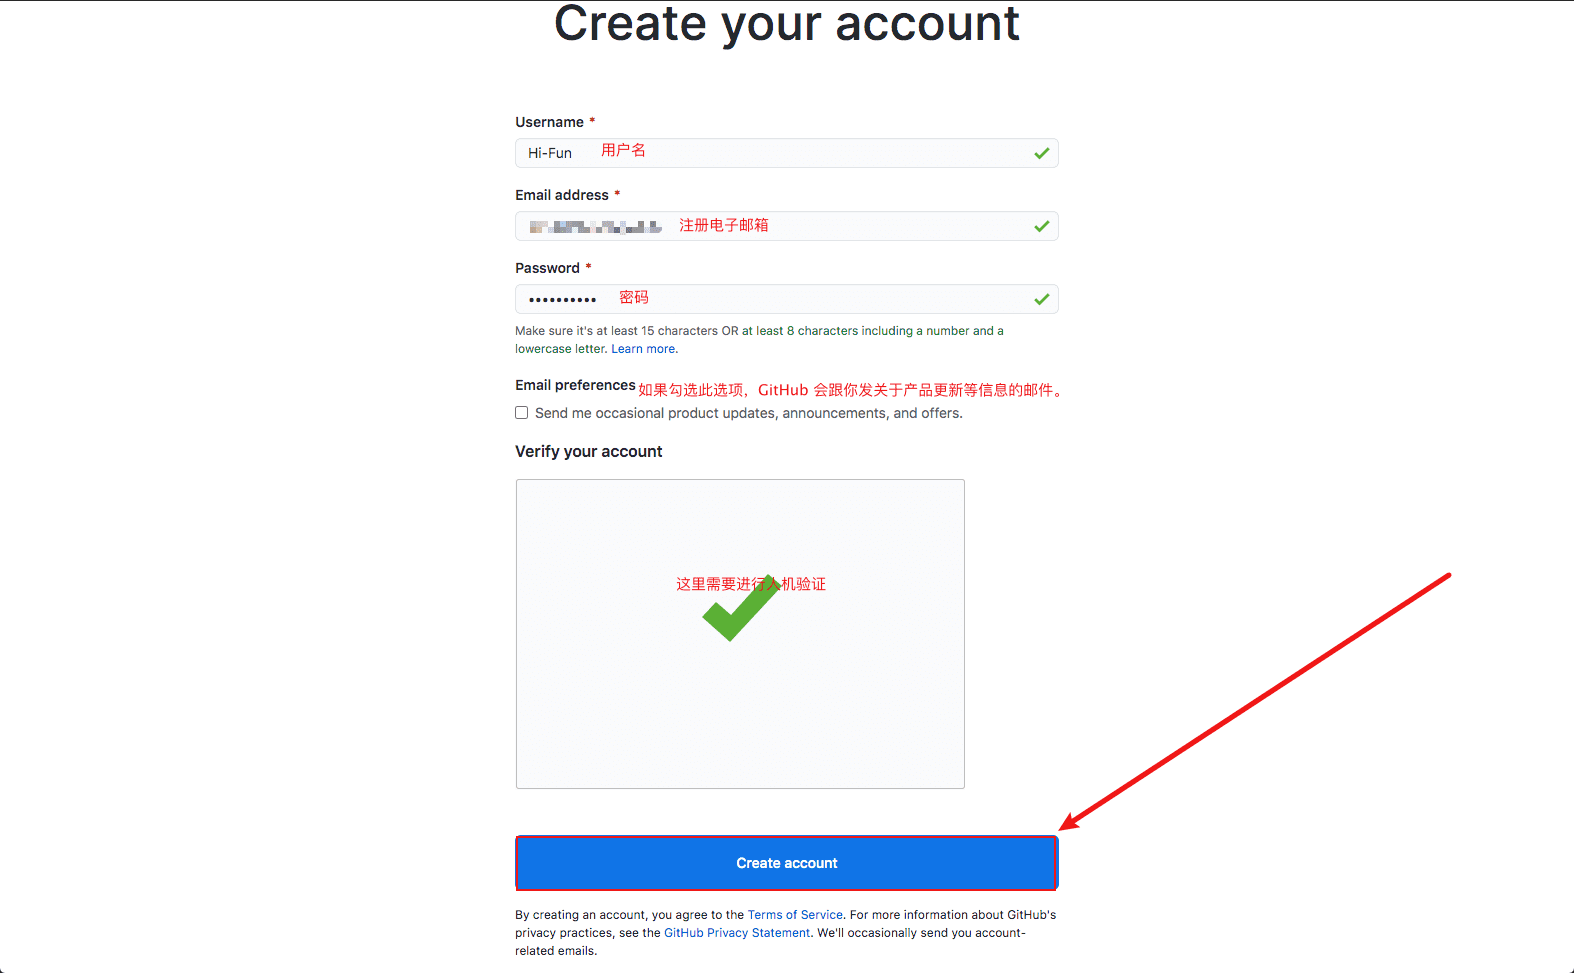 Create your account
Username *
Hi-Fun 用户名
Email address *
注册电子邮箱
Password *
•••••••••• 密码
Make sure it's at least 15 characters OR at least 8 characters including a number and a
lowercase letter. Learn more.
Email preferences 如果勾选此选项，GitHub 会跟你发关于产品更新等信息的邮件。
Send me occasional product updates, announcements, and offers.
Verify your account
这里需要进行人机验证
Create account
By creating an account, you agree to the Terms of Service. For more information about GitHub's
privacy practices, see the GitHub Privacy Statement. We'll occasionally send you account-
related emails.